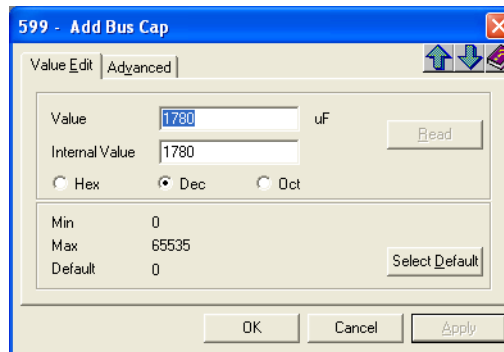 599 - Add Bus Cap
Value Edit Advanced
Value 1780 uF
Read
Internal Value 1780
Hex Dec Oct
Min 0
Max 65535
Default 0
Select Default
OK Cancel Apply